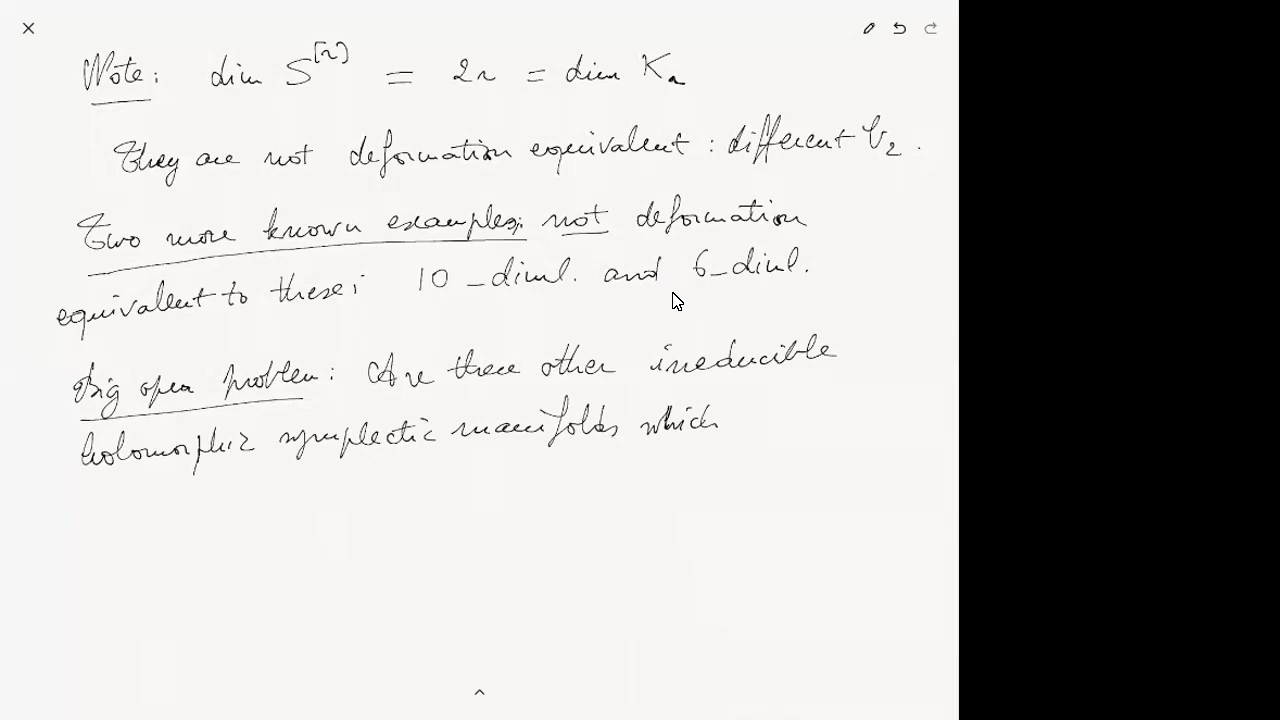 Note: dim S^[n] = 2n = dim K_n
They are not deformation equivalent : different b_2 .
Two more known examples; not deformation
equivalent to these: 10-diml. and 6-diml.
Big open problem: Are there other irreducible
holomorphic symplectic manifolds which